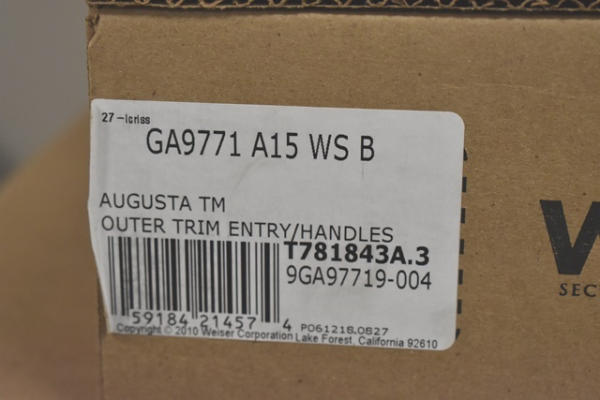 27-lcriss
GA9771 A15 WS B
AUGUSTA TM
OUTER TRIM ENTRY/HANDLES
T781843A.3
9GA97719-004
59184 21457 4
P061218.0827
Copyright © 2010 Weiser Corporation Lake Forest, California 92610
W
SEC